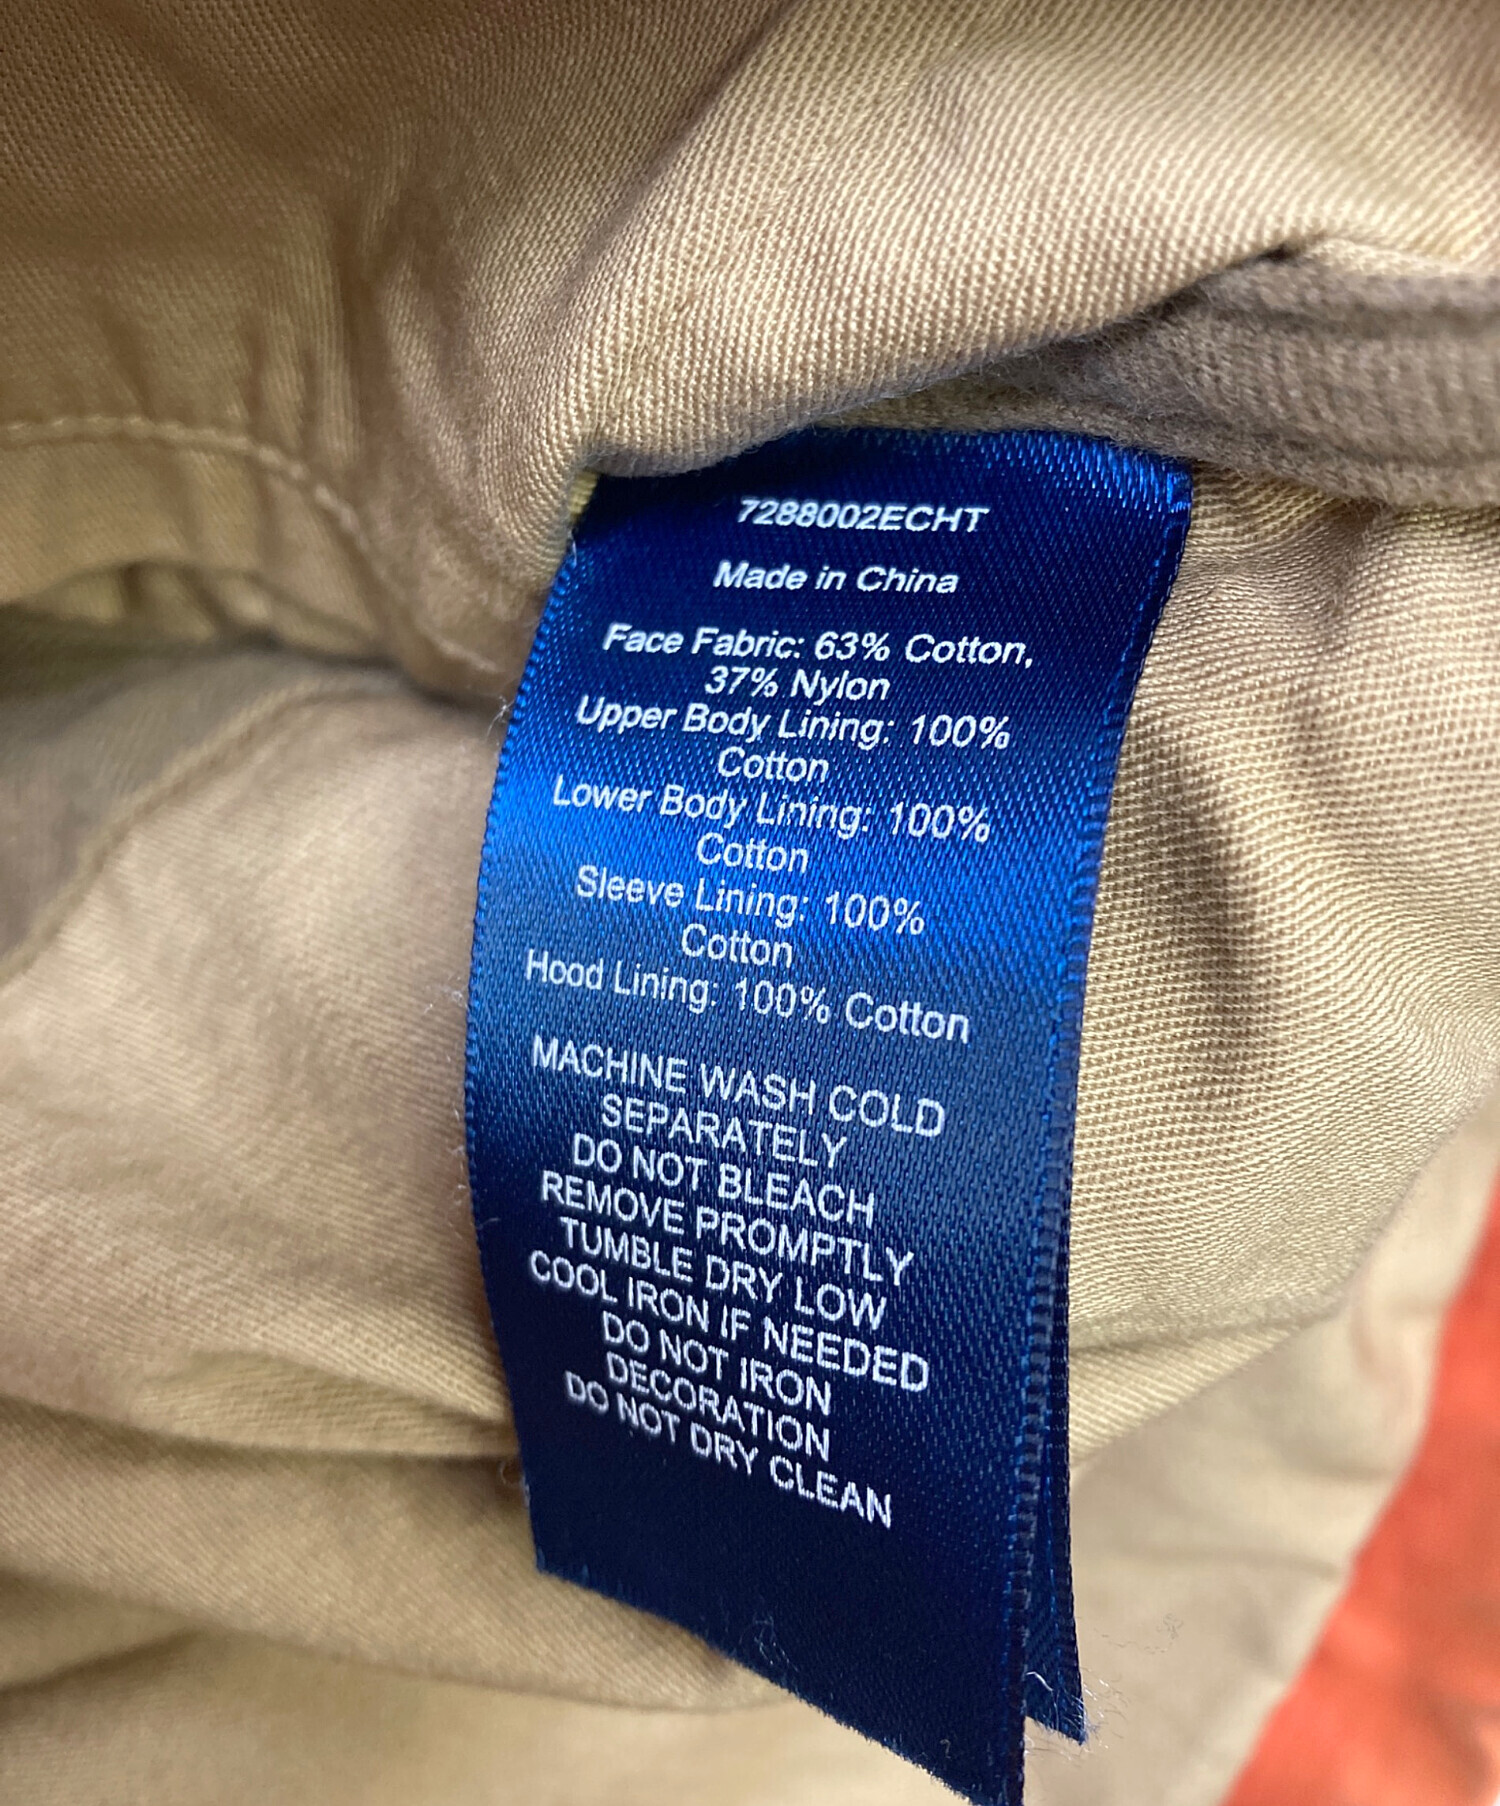 7288002ECHT
Made in China
Face Fabric: 63% Cotton,
37% Nylon
Upper Body Lining: 100%
Cotton
Lower Body Lining: 100%
Cotton
Sleeve Lining: 100%
Cotton
Hood Lining: 100% Cotton
MACHINE WASH COLD
SEPARATELY
DO NOT BLEACH
REMOVE PROMPTLY
TUMBLE DRY LOW
COOL IRON IF NEEDED
DO NOT IRON
DECORATION
DO NOT DRY CLEAN